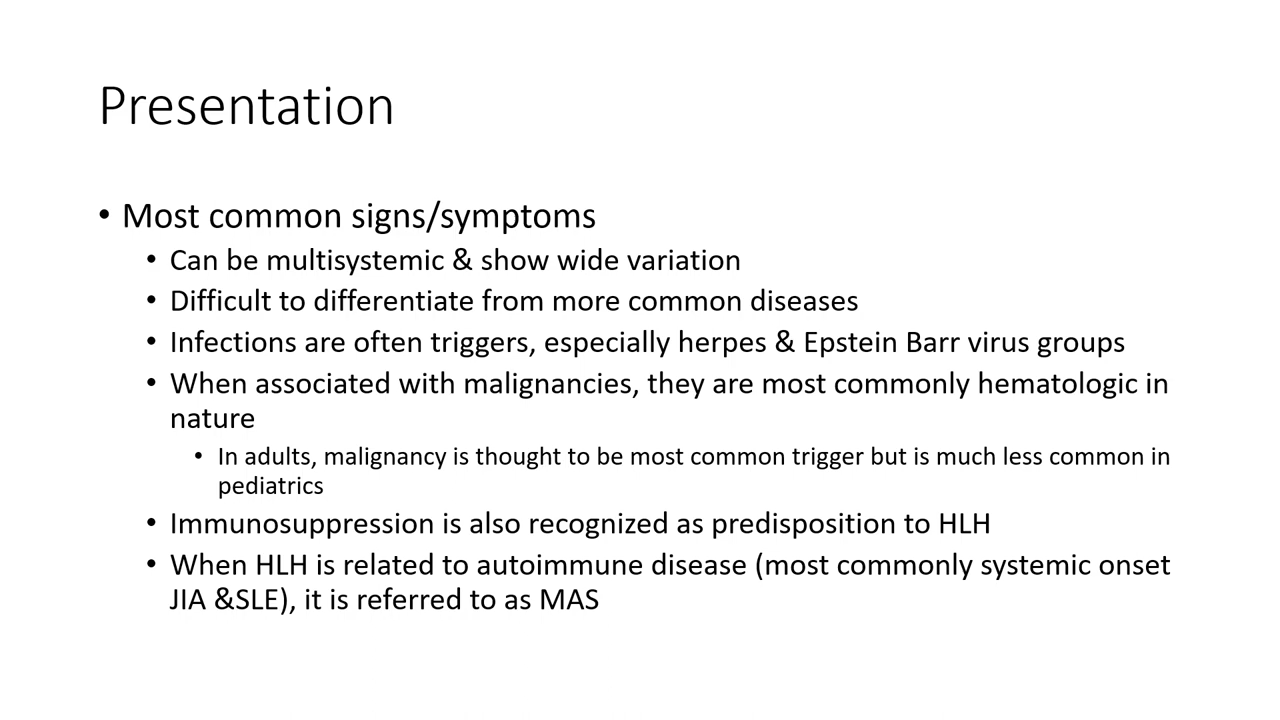 Presentation
• Most common signs/symptoms
• Can be multisystemic & show wide variation
• Difficult to differentiate from more common diseases
• Infections are often triggers, especially herpes & Epstein Barr virus groups
• When associated with malignancies, they are most commonly hematologic in
nature
• In adults, malignancy is thought to be most common trigger but is much less common in
pediatrics
• Immunosuppression is also recognized as predisposition to HLH
• When HLH is related to autoimmune disease (most commonly systemic onset
JIA &SLE), it is referred to as MAS